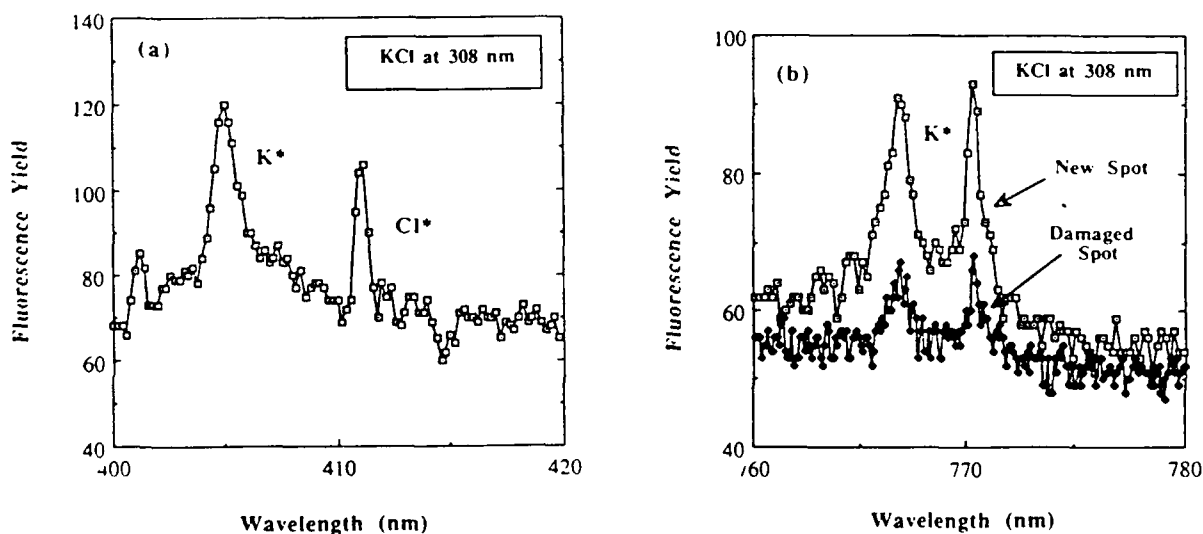 (a)
KCl at 308 nm
K*
Cl*
Fluorescence Yield
140
120
100
80
60
40
400
410
420
Wavelength (nm)
(b)
KCl at 308 nm
K*
New Spot
Damaged
Spot
Fluorescence Yield
100
80
60
40
760
770
780
Wavelength (nm)